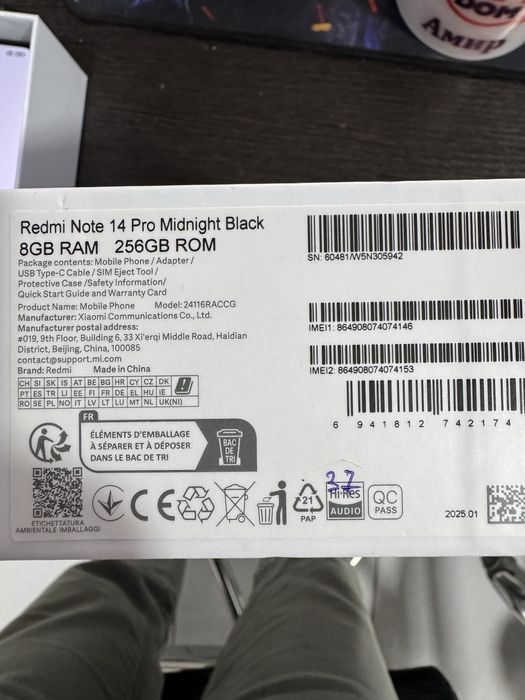 DOM
Амир
Redmi Note 14 Pro Midnight Black
8GB RAM 256GB ROM
Package contents: Mobile Phone / Adapter /
USB Type-C Cable / SIM Eject Tool /
Protective Case /Safety Information/
Quick Start Guide and Warranty Card
Product Name: Mobile Phone Model: 24116RACCG
Manufacturer: Xiaomi Communications Co., Ltd.
Manufacturer postal address:
#019, 9th Floor, Building 6, 33 Xi'erqi Middle Road, Haidian
District, Beijing, China, 100085
contact@support.mi.com
Brand: Redmi Made in China
CH SI SK IS AT BE BG HR CY CZ DK
PT ES TR LI EE FI FR DE EL HU IE
RO SE PL NO IT LV LT LU MT NL UK(NI)
SN: 60481/W5N305942
IMEI1: 864908074074146
IMEI2: 864908074074153
6 941812 742174
FR
ÉLÉMENTS D'EMBALLAGE
À SÉPARER ET À DÉPOSER
DANS LE BAC DE TRI
BAC
DE
TRI
ETICHETTATURA
AMBIENTALE IMBALLAGGI
CE
21
PAP
37
Hi-Res
AUDIO
QC
PASS
2025.01